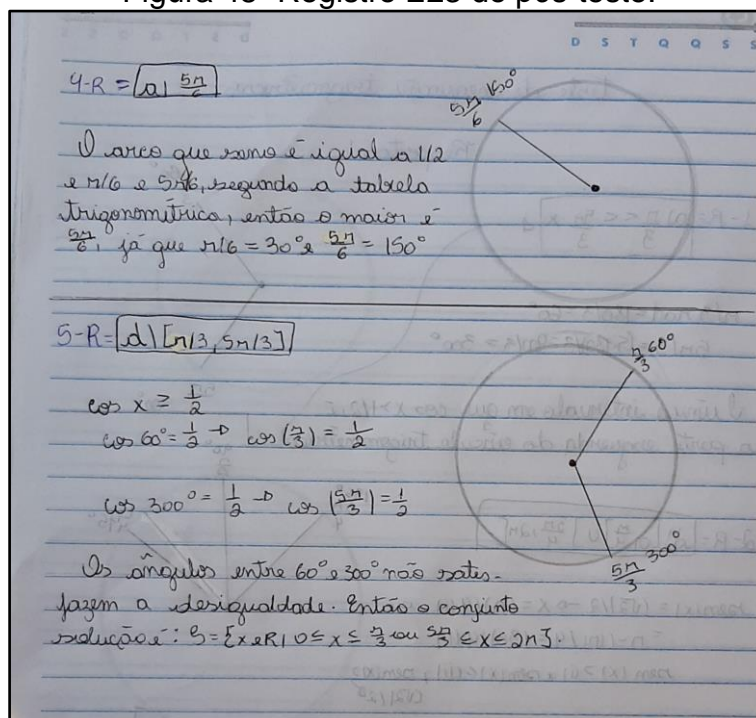 Figura 48- Registro E28 do pós-teste.
D S T Q Q S S
4-R = a) 5π/6
5π/6 150°
O arco que seno é igual a 1/2
e π/6 e 5π/6, segundo a tabela
trigonométrica, então o maior é
5π/6, já que π/6 = 30° e 5π/6 = 150°
5-R = d) [π/3, 5π/3]
π/3 60°
cos x ≥ 1/2
cos 60° = 1/2 → cos (π/3) = 1/2
cos 300° = 1/2 → cos (5π/3) = 1/2
5π/3 300°
Os ângulos entre 60° e 300° não satis-
fazem a desigualdade. Então o conjunto
solução é: S = {x ∈ R | 0 ≤ x ≤ π/3 ou 5π/3 ≤ x ≤ 2π}.